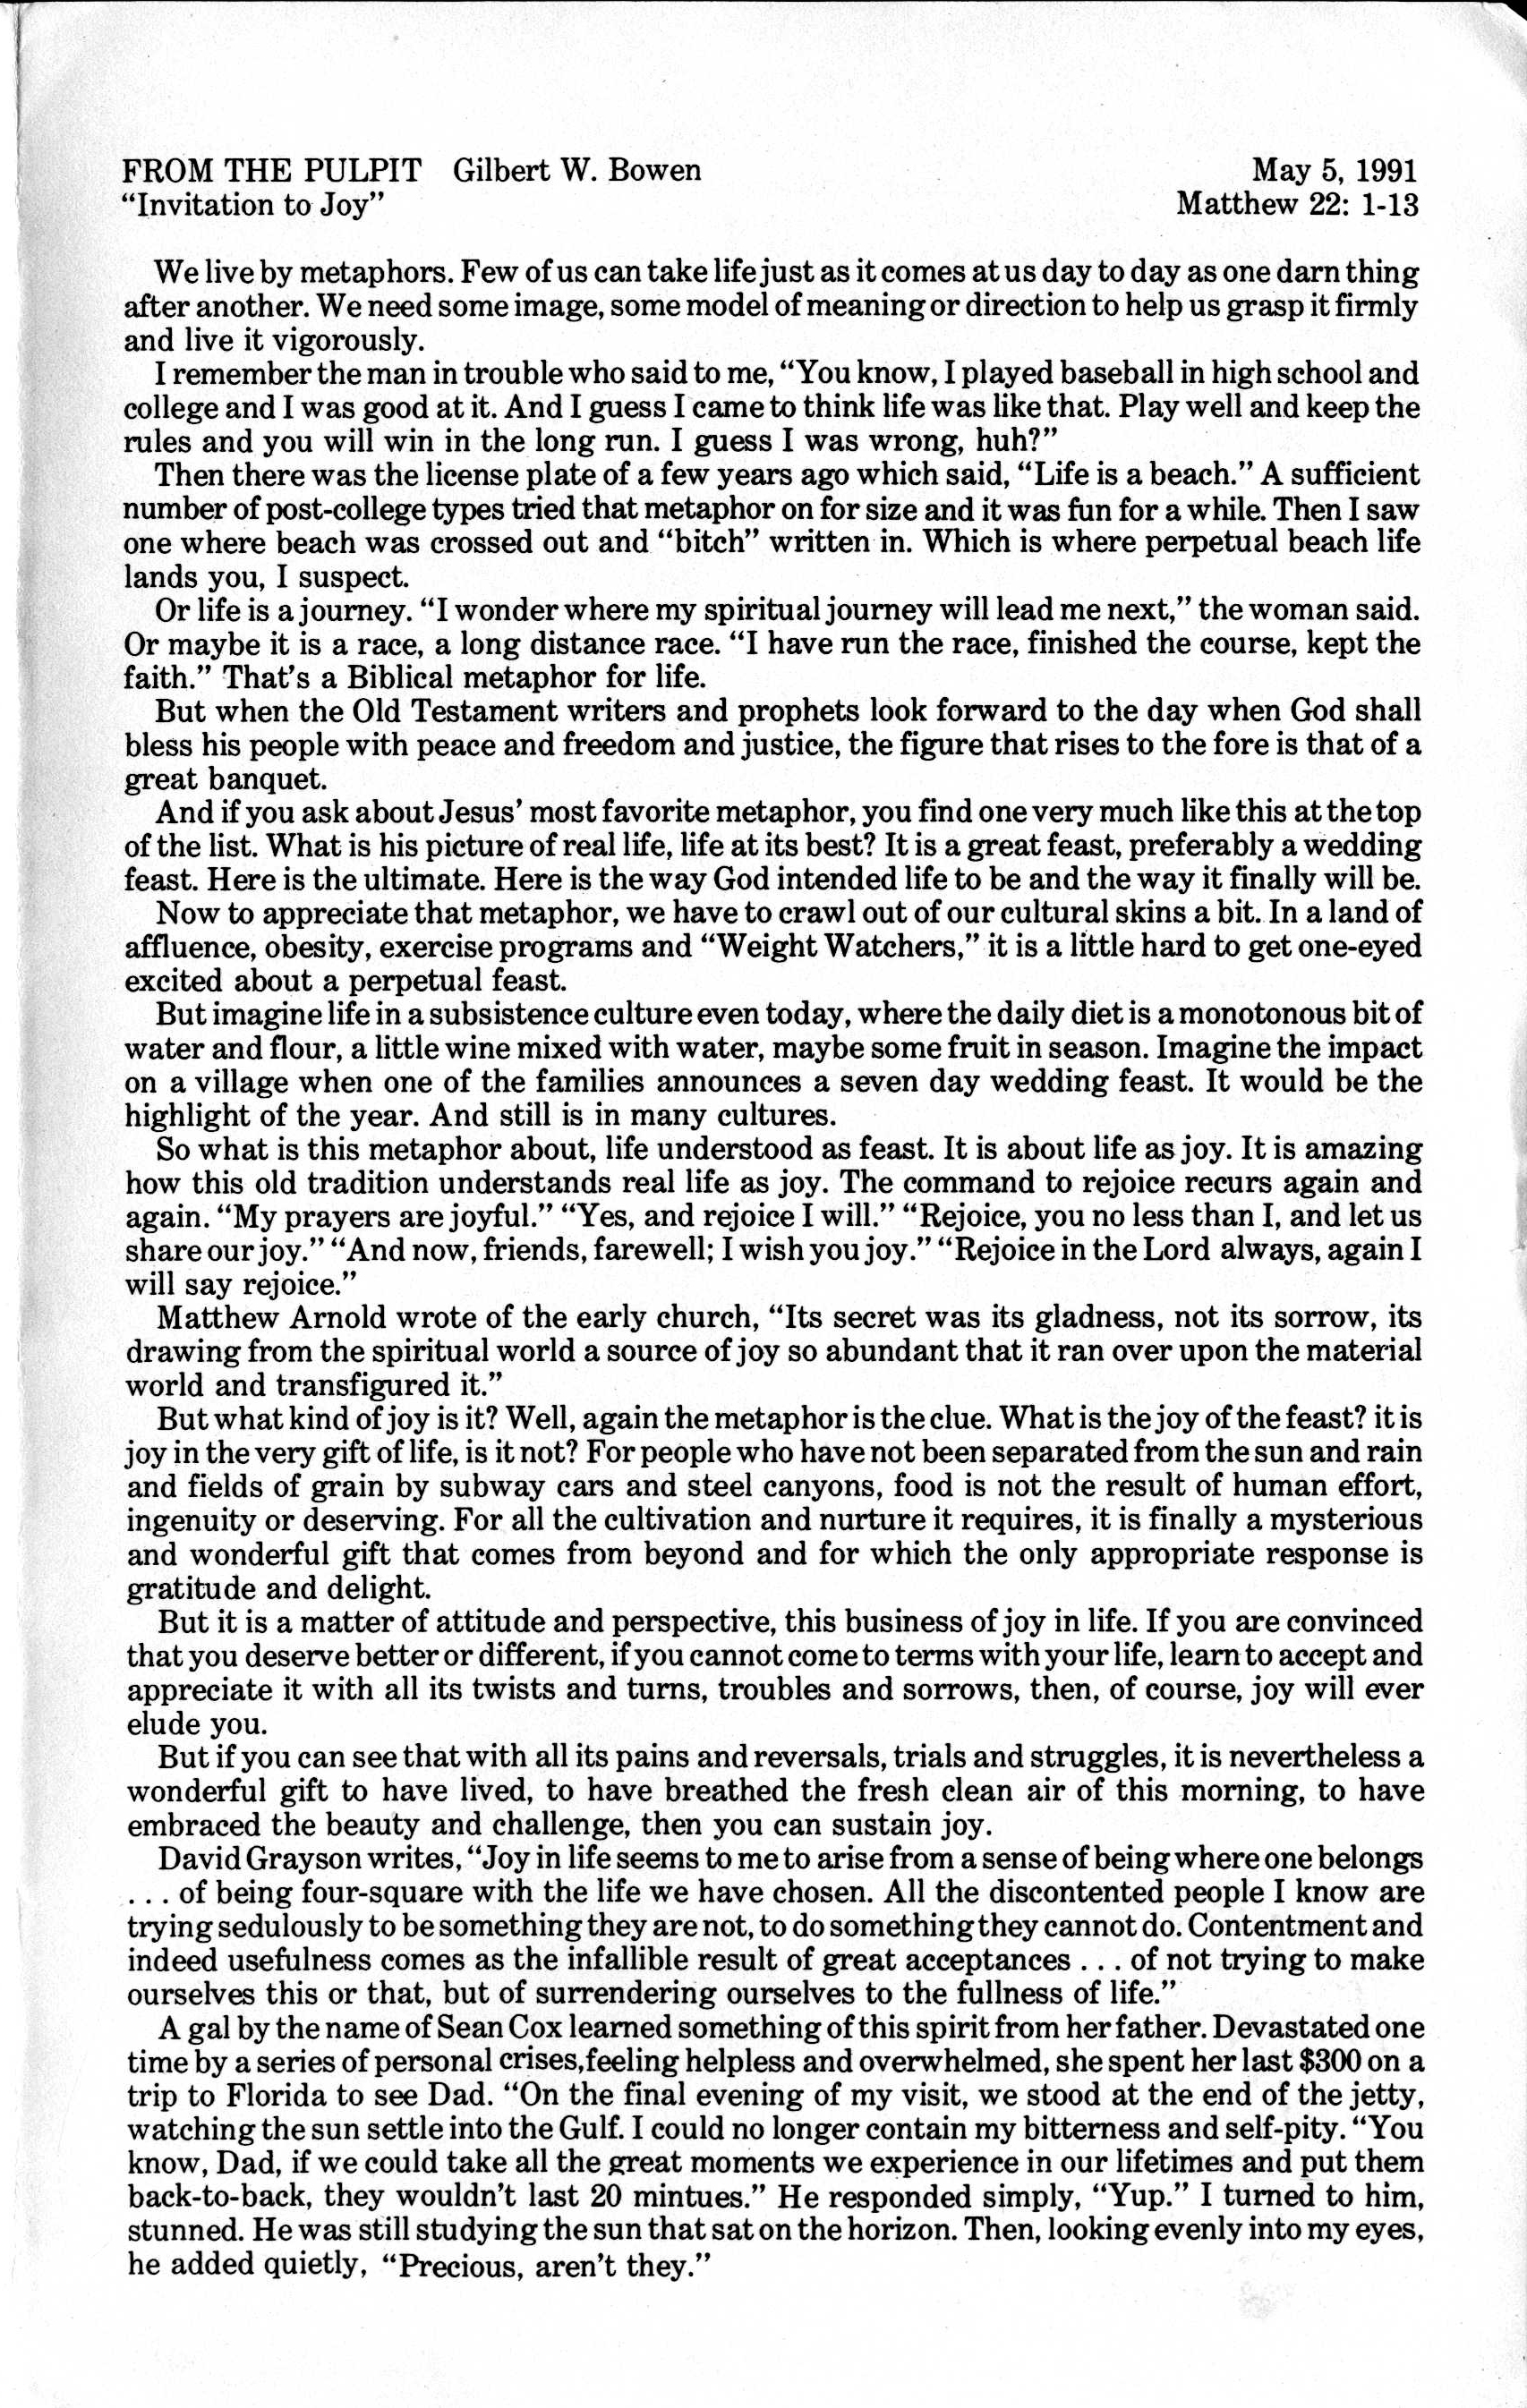 FROM THE PULPIT Gilbert W. Bowen May 5, 1991
“Invitation to Joy” Matthew 22: 1-13
We live by metaphors. Few of us can take life just as it comes at us day to day as one darn thing
after another. We need some image, some model of meaning or direction to help us grasp it firmly
and live it vigorously.
I remember the man in trouble who said to me, “You know, I played baseball in high school and
college and I was good at it. And I guess I came to think life was like that. Play well and keep the
rules and you will win in the long run. I guess I was wrong, huh?”
Then there was the license plate of a few years ago which said, “Life is a beach.” A sufficient
number of post-college types tried that metaphor on for size and it was fun for a while. Then I saw
one where beach was crossed out and “bitch” written in. Which is where perpetual beach life
lands you, I suspect.
Or life is a journey. “I wonder where my spiritual journey will lead me next,” the woman said.
Or maybe it is a race, a long distance race. “I have run the race, finished the course, kept the
faith.” That’s a Biblical metaphor for life.
But when the Old Testament writers and prophets look forward to the day when God shall
bless his people with peace and freedom and justice, the figure that rises to the fore is that of a
great banquet.
And if you ask about Jesus’ most favorite metaphor, you find one very much like this at the top
of the list. What is his picture of real life, life at its best? It is a great feast, preferably a wedding
feast. Here is the ultimate. Here is the way God intended life to be and the way it finally will be.
Now to appreciate that metaphor, we have to crawl out of our cultural skins a bit. In a land of
affluence, obesity, exercise programs and “Weight Watchers,” it is a little hard to get one-eyed
excited about a perpetual feast.
But imagine life in a subsistence culture even today, where the daily diet is a monotonous bit of
water and flour, a little wine mixed with water, maybe some fruit in season. Imagine the impact
on a village when one of the families announces a seven day wedding feast. It would be the
highlight of the year. And still is in many cultures.
So what is this metaphor about, life understood as feast. It is about life as joy. It is amazing
how this old tradition understands real life as joy. The command to rejoice recurs again and
again. “My prayers are joyful.” “Yes, and rejoice I will.” “Rejoice, you no less than I, and let us
share our joy.” “And now, friends, farewell; I wish you joy.” “Rejoice in the Lord always, again I
will say rejoice.”
Matthew Arnold wrote of the early church, “Its secret was its gladness, not its sorrow, its
drawing from the spiritual world a source of joy so abundant that it ran over upon the material
world and transfigured it.”
But what kind of joy is it? Well, again the metaphor is the clue. What is the joy of the feast? it is
joy in the very gift of life, is it not? For people who have not been separated from the sun and rain
and fields of grain by subway cars and steel canyons, food is not the result of human effort,
ingenuity or deserving. For all the cultivation and nurture it requires, it is finally a mysterious
and wonderful gift that comes from beyond and for which the only appropriate response is
gratitude and delight.
But it is a matter of attitude and perspective, this business of joy in life. If you are convinced
that you deserve better or different, if you cannot come to terms with your life, learn to accept and
appreciate it with all its twists and turns, troubles and sorrows, then, of course, joy will ever
elude you.
But if you can see that with all its pains and reversals, trials and struggles, it is nevertheless a
wonderful gift to have lived, to have breathed the fresh clean air of this morning, to have
embraced the beauty and challenge, then you can sustain joy.
David Grayson writes, “Joy in life seems to me to arise from a sense of being where one belongs
. . . of being four-square with the life we have chosen. All the discontented people I know are
trying sedulously to be something they are not, to do something they cannot do. Contentment and
indeed usefulness comes as the infallible result of great acceptances . . . of not trying to make
ourselves this or that, but of surrendering ourselves to the fullness of life.”
A gal by the name of Sean Cox learned something of this spirit from her father. Devastated one
time by a series of personal crises,feeling helpless and overwhelmed, she spent her last $300 on a
trip to Florida to see Dad. “On the final evening of my visit, we stood at the end of the jetty,
watching the sun settle into the Gulf. I could no longer contain my bitterness and self-pity. “You
know, Dad, if we could take all the great moments we experience in our lifetimes and put them
back-to-back, they wouldn’t last 20 mintues.” He responded simply, “Yup.” I turned to him,
stunned. He was still studying the sun that sat on the horizon. Then, looking evenly into my eyes,
he added quietly, “Precious, aren’t they.”